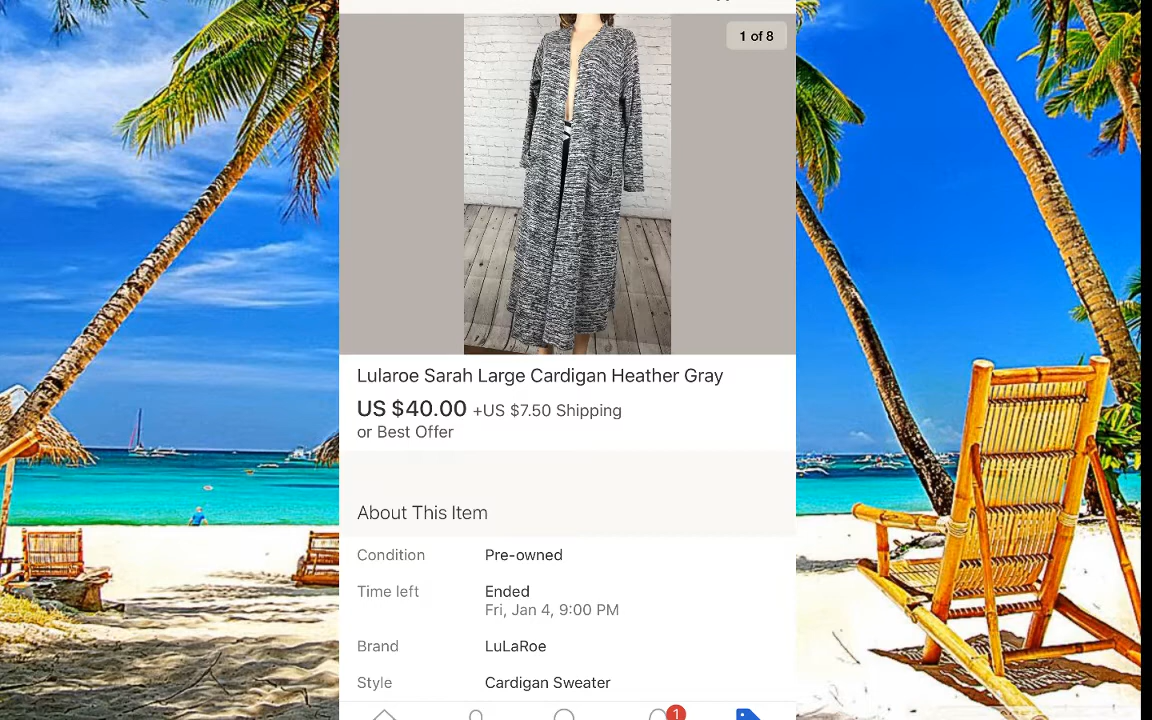 1 of 8
Lularoe Sarah Large Cardigan Heather Gray
US $40.00 +US $7.50 Shipping
or Best Offer
About This Item
Condition Pre-owned
Time left Ended
Fri, Jan 4, 9:00 PM
Brand LuLaRoe
Style Cardigan Sweater
1